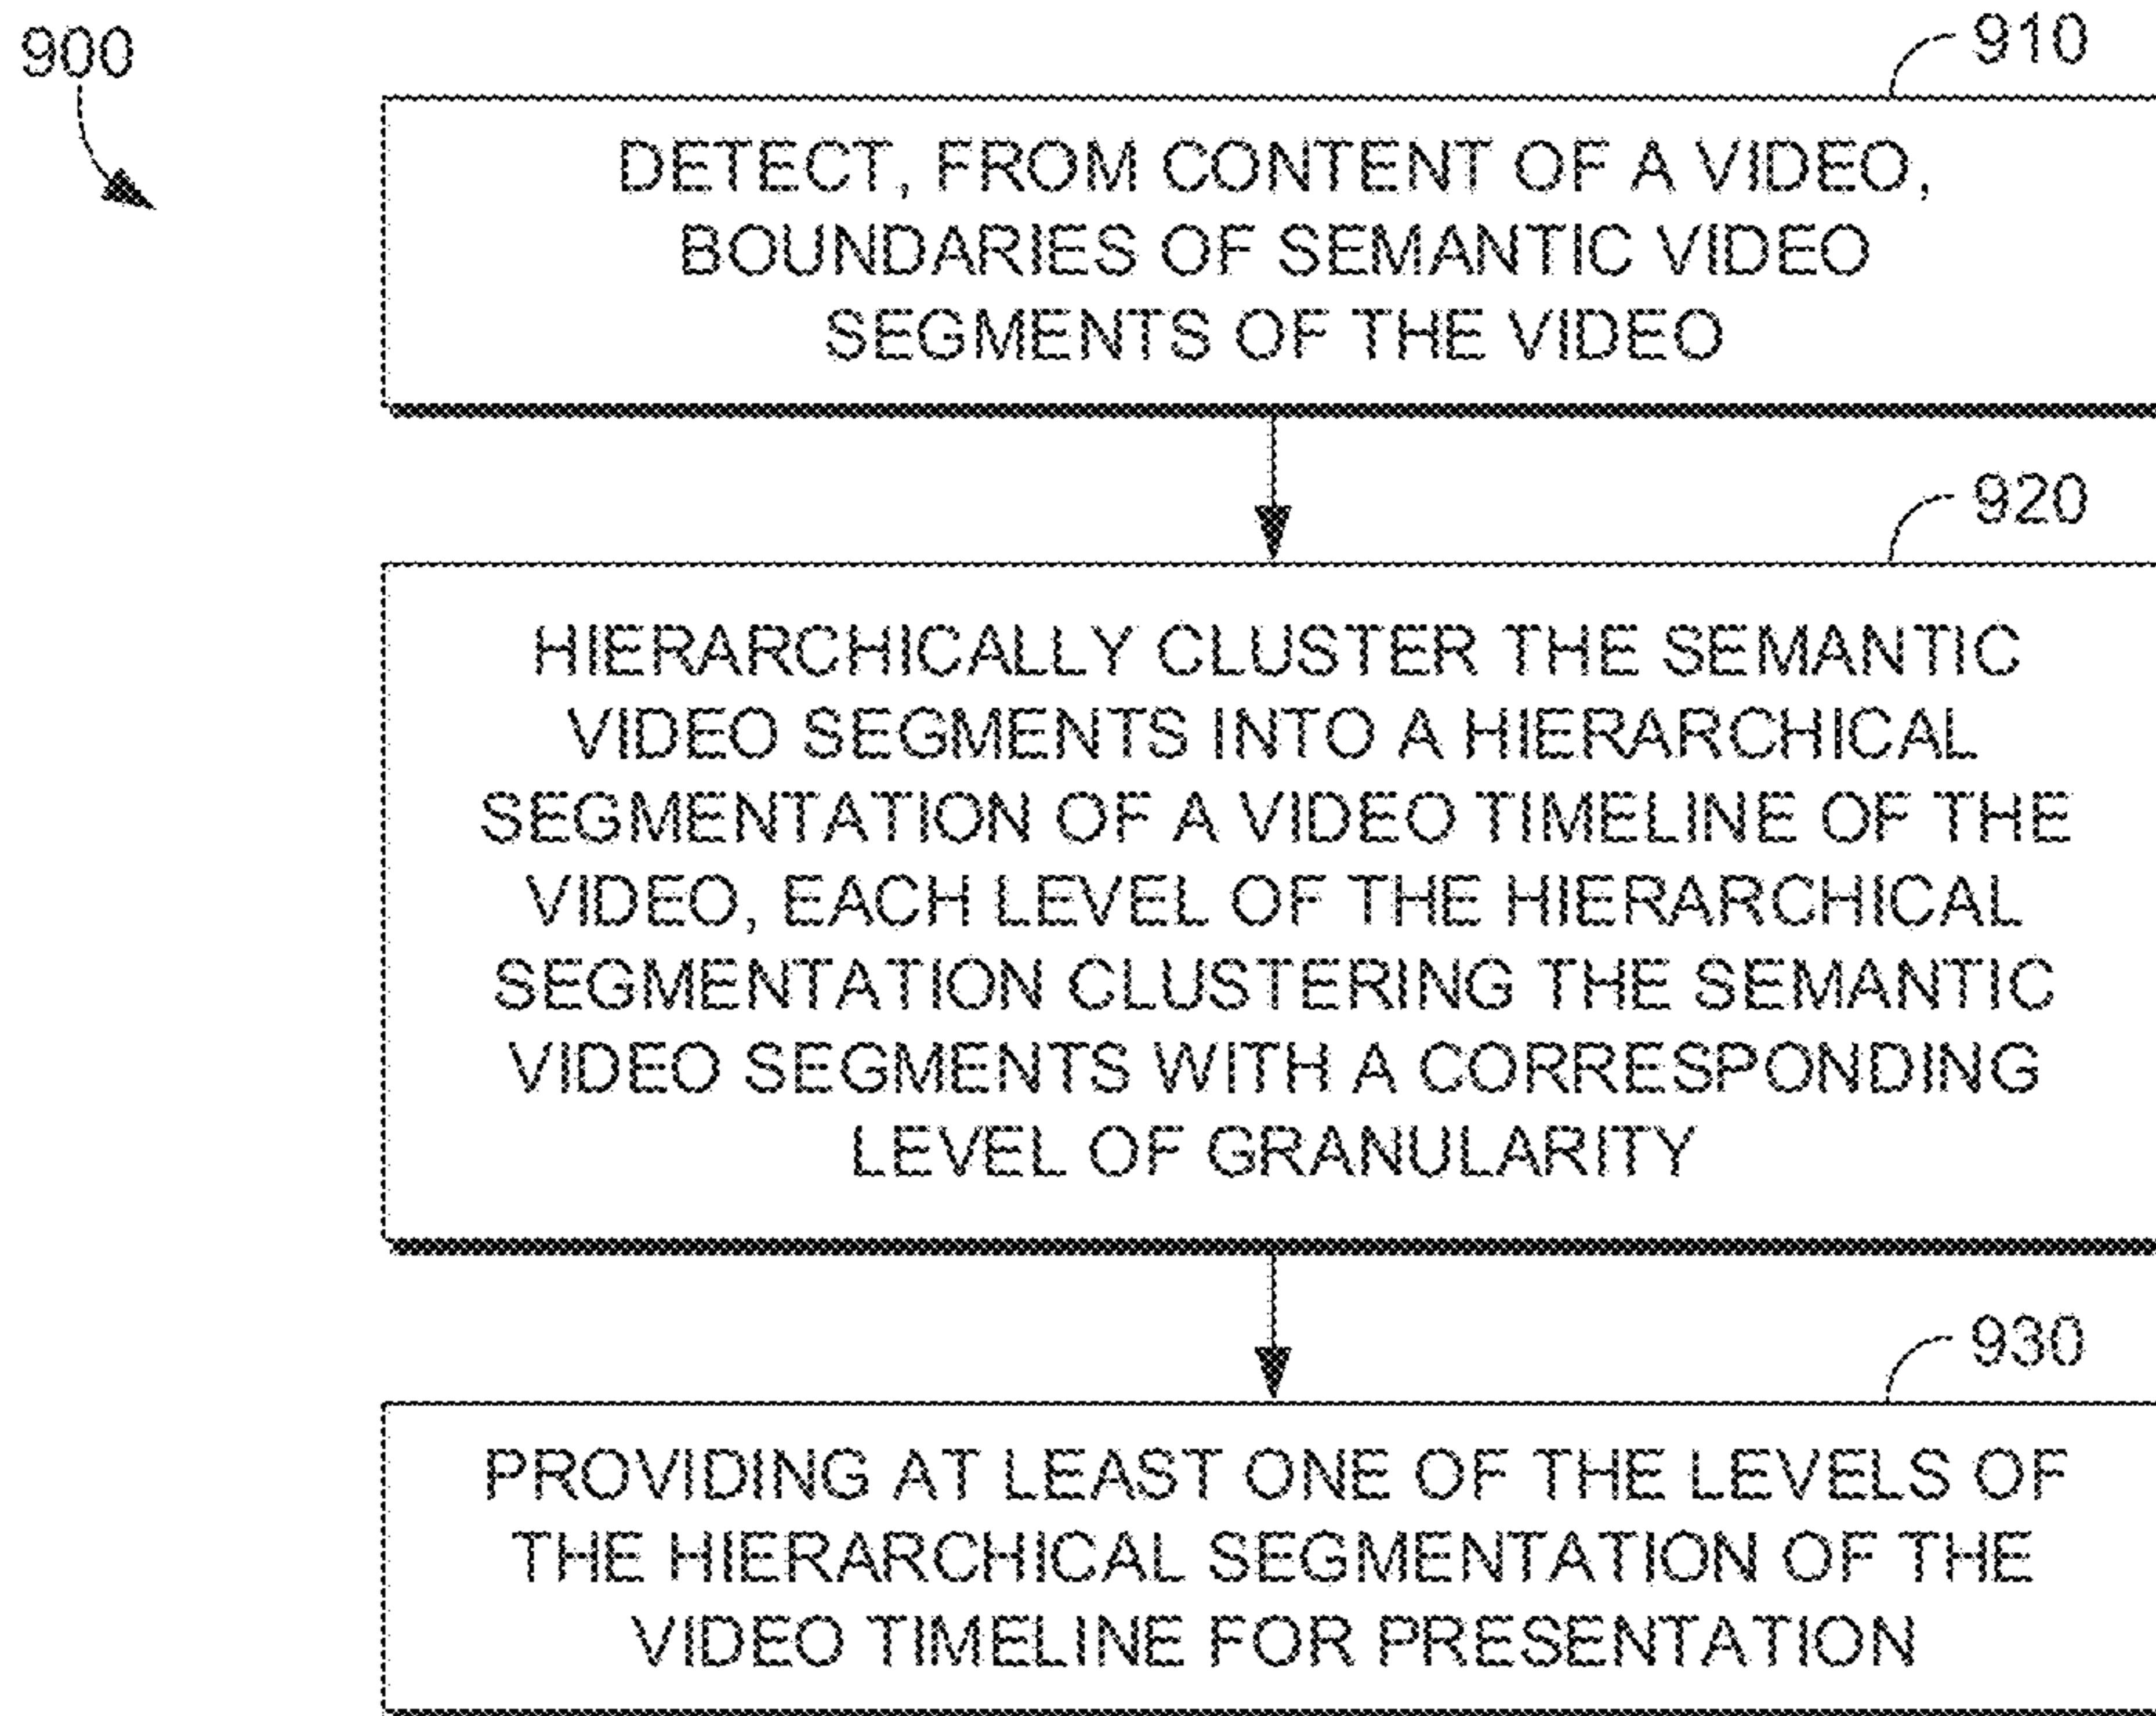 900
910
DETECT, FROM CONTENT OF A VIDEO,
BOUNDARIES OF SEMANTIC VIDEO
SEGMENTS OF THE VIDEO
920
HIERARCHICALLY CLUSTER THE SEMANTIC
VIDEO SEGMENTS INTO A HIERARCHICAL
SEGMENTATION OF A VIDEO TIMELINE OF THE
VIDEO, EACH LEVEL OF THE HIERARCHICAL
SEGMENTATION CLUSTERING THE SEMANTIC
VIDEO SEGMENTS WITH A CORRESPONDING
LEVEL OF GRANULARITY
930
PROVIDING AT LEAST ONE OF THE LEVELS OF
THE HIERARCHICAL SEGMENTATION OF THE
VIDEO TIMELINE FOR PRESENTATION